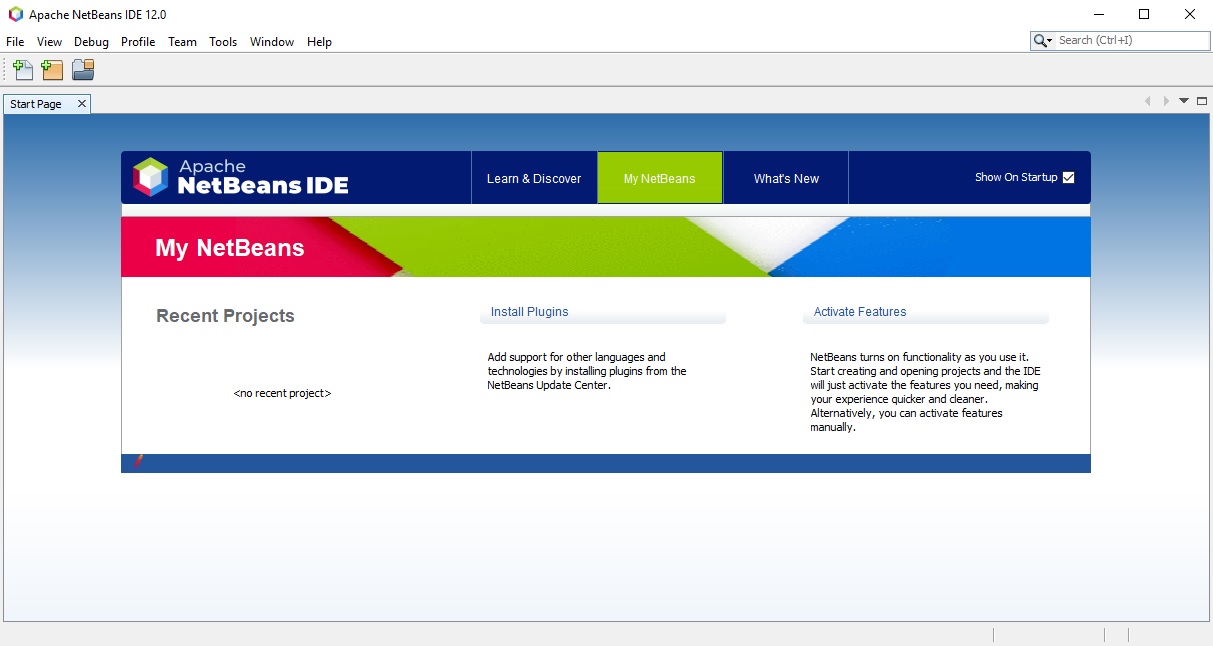 Apache NetBeans IDE 12.0
File View Debug Profile Team Tools Window Help
Search (Ctrl+I)
Start Page
Apache
NetBeans IDE
Learn & Discover
My NetBeans
What's New
Show On Startup
My NetBeans
Recent Projects
<no recent project>
Install Plugins
Add support for other languages and
technologies by installing plugins from the
NetBeans Update Center.
Activate Features
NetBeans turns on functionality as you use it.
Start creating and opening projects and the IDE
will just activate the features you need, making
your experience quicker and cleaner.
Alternatively, you can activate features
manually.